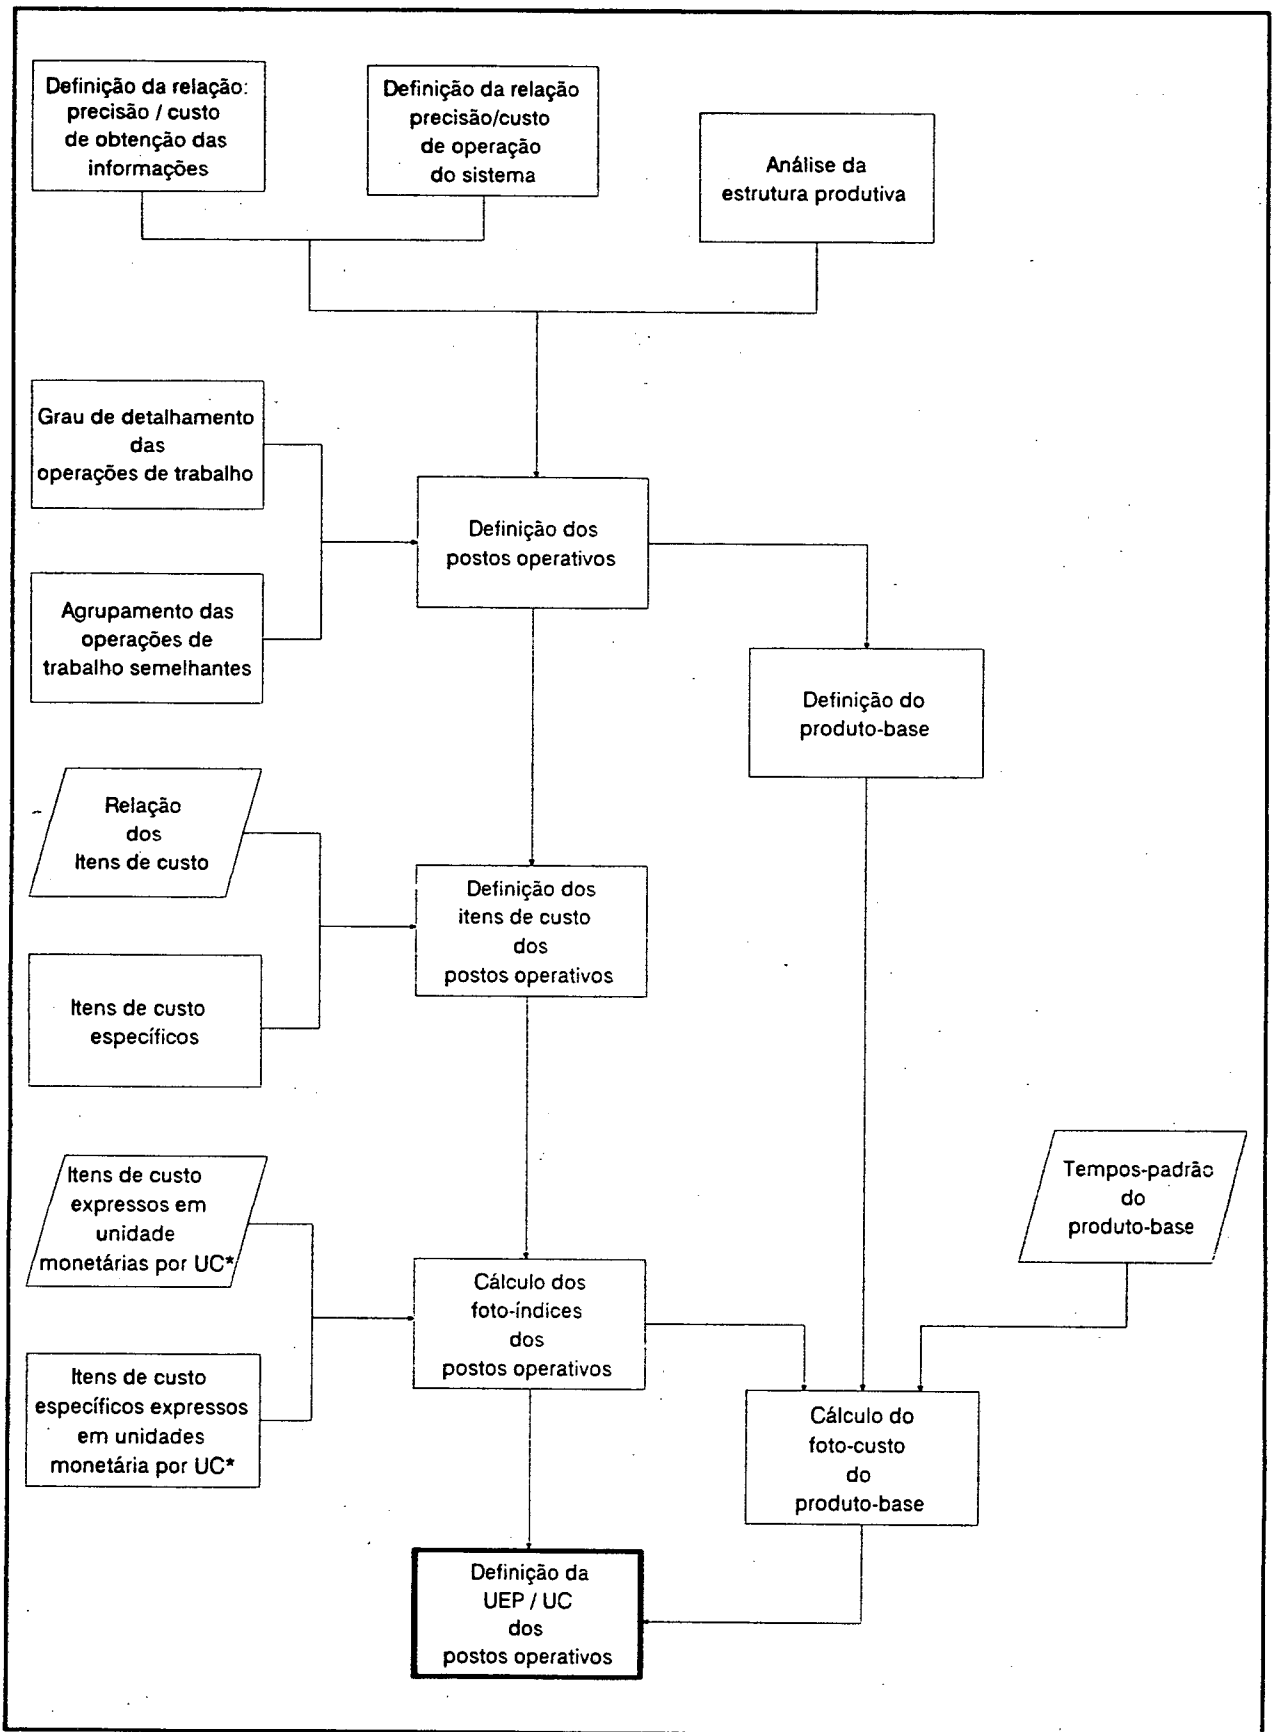 Definição da relação:
precisão / custo
de obtenção das
informações
Definição da relação
precisão/custo
de operação
do sistema
Análise da
estrutura produtiva
Grau de detalhamento
das
operações de trabalho
Definição dos
postos operativos
Agrupamento das
operações de
trabalho semelhantes
Definição do
produto-base
Relação
dos
Itens de custo
Definição dos
itens de custo
dos
postos operativos
Itens de custo
específicos
Itens de custo
expressos em
unidade
monetárias por UC*
Tempos-padrão
do
produto-base
Cálculo dos
foto-índices
dos
postos operativos
Itens de custo
específicos expressos
em unidades
monetária por UC*
Cálculo do
foto-custo
do
produto-base
Definição da
UEP / UC
dos
postos operativos